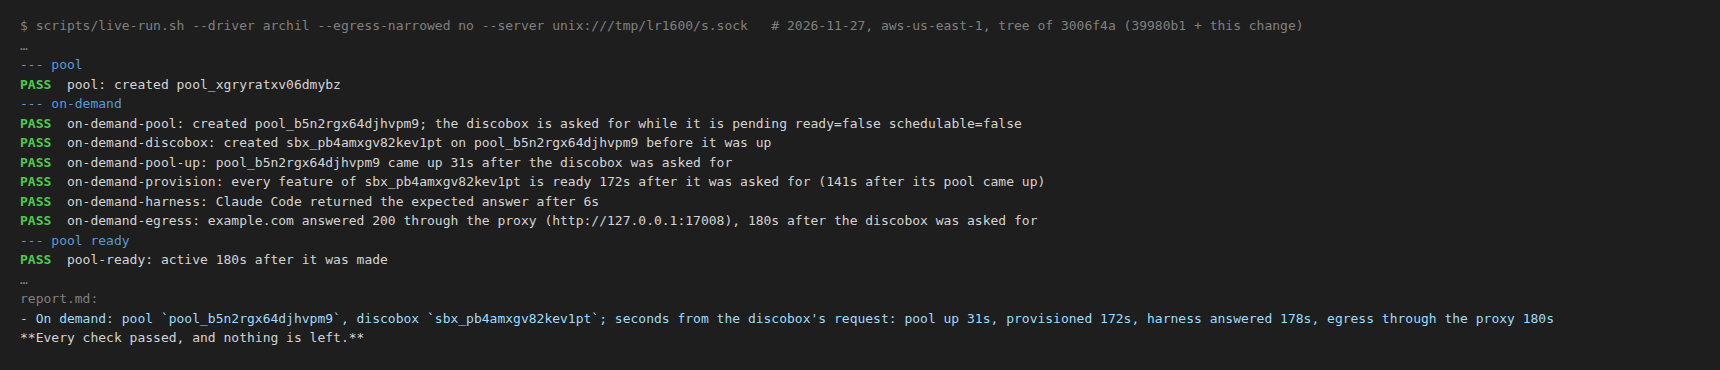 $ scripts/live-run.sh --driver archil --egress-narrowed no --server unix:///tmp/lr1600/s.sock   # 2026-11-27, aws-us-east-1, tree of 3006f4a (39980b1 + this change)
…
--- pool
PASS  pool: created pool_xgryratxv06dmybz
--- on-demand
PASS  on-demand-pool: created pool_b5n2rgx64djhvpm9; the discobox is asked for while it is pending ready=false schedulable=false
PASS  on-demand-discobox: created sbx_pb4amxgv82kev1pt on pool_b5n2rgx64djhvpm9 before it was up
PASS  on-demand-pool-up: pool_b5n2rgx64djhvpm9 came up 31s after the discobox was asked for
PASS  on-demand-provision: every feature of sbx_pb4amxgv82kev1pt is ready 172s after it was asked for (141s after its pool came up)
PASS  on-demand-harness: Claude Code returned the expected answer after 6s
PASS  on-demand-egress: example.com answered 200 through the proxy (http://127.0.0.1:17008), 180s after the discobox was asked for
--- pool ready
PASS  pool-ready: active 180s after it was made
…
report.md:
- On demand: pool `pool_b5n2rgx64djhvpm9`, discobox `sbx_pb4amxgv82kev1pt`; seconds from the discobox's request: pool up 31s, provisioned 172s, harness answered 178s, egress through the proxy 180s
**Every check passed, and nothing is left.**